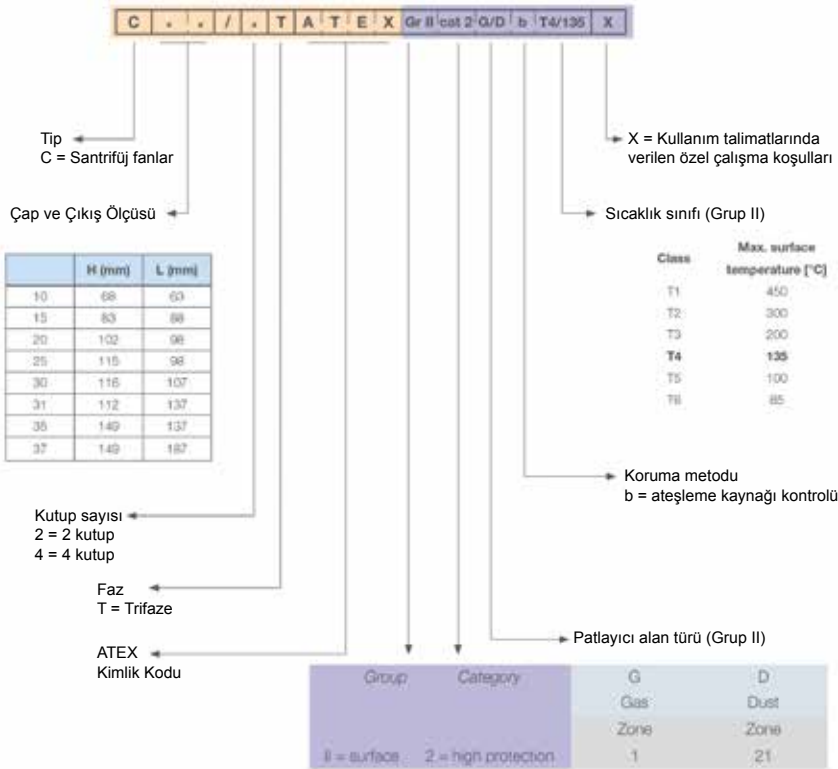 C . . / . T A T E X Gr II cat 2 G/D b T4/135 X
Tip
C = Santrifüj fanlar
X = Kullanım talimatlarında
verilen özel çalışma koşulları
Çap ve Çıkış Ölçüsü
Sıcaklık sınıfı (Grup II)
H (mm) L (mm)
10 68 63
15 83 88
20 102 98
25 115 98
30 116 107
31 112 137
35 149 137
37 149 187
Class Max. surface
temperature [°C]
T1 450
T2 300
T3 200
T4 135
T5 100
T6 85
Koruma metodu
b = ateşleme kaynağı kontrolü
Kutup sayısı
2 = 2 kutup
4 = 4 kutup
Faz
T = Trifaze
ATEX
Kimlik Kodu
Patlayıcı alan türü (Grup II)
Group Category G D
Gas Dust
Zone Zone
II = surface 2 = high protection 1 21